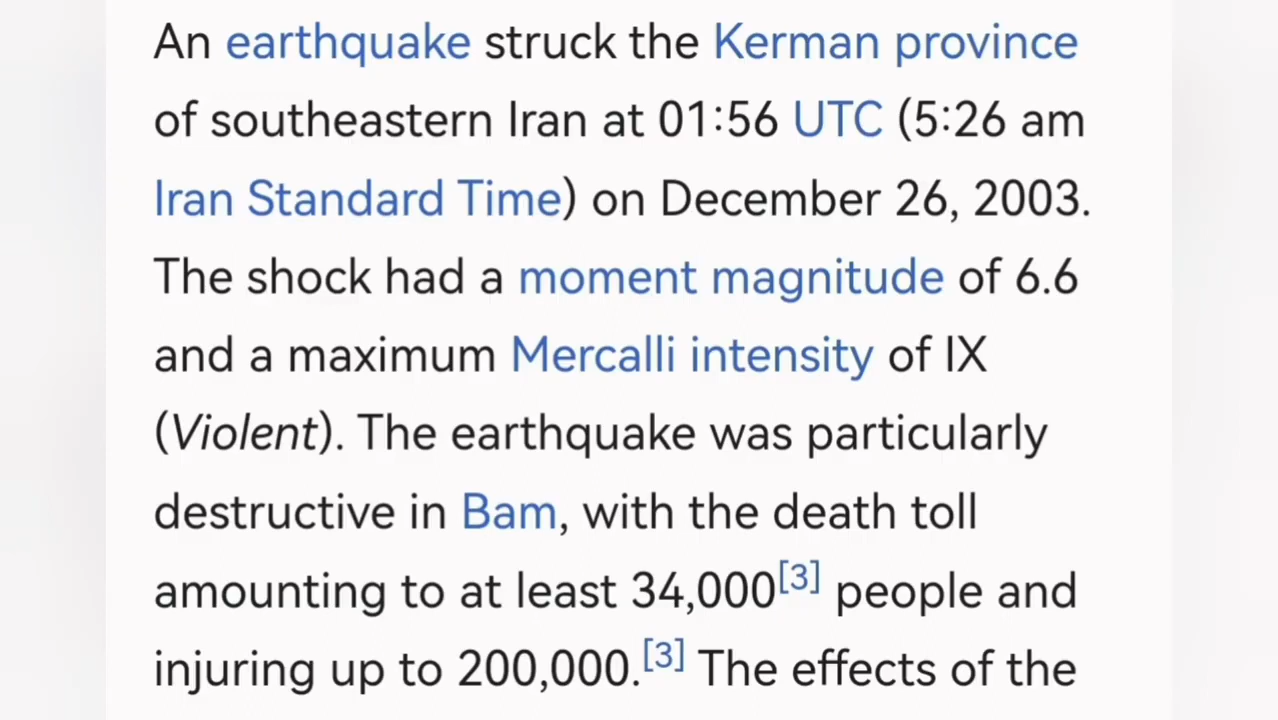 An earthquake struck the Kerman province
of southeastern Iran at 01:56 UTC (5:26 am
Iran Standard Time) on December 26, 2003.
The shock had a moment magnitude of 6.6
and a maximum Mercalli intensity of IX
(Violent). The earthquake was particularly
destructive in Bam, with the death toll
amounting to at least 34,000[3] people and
injuring up to 200,000.[3] The effects of the